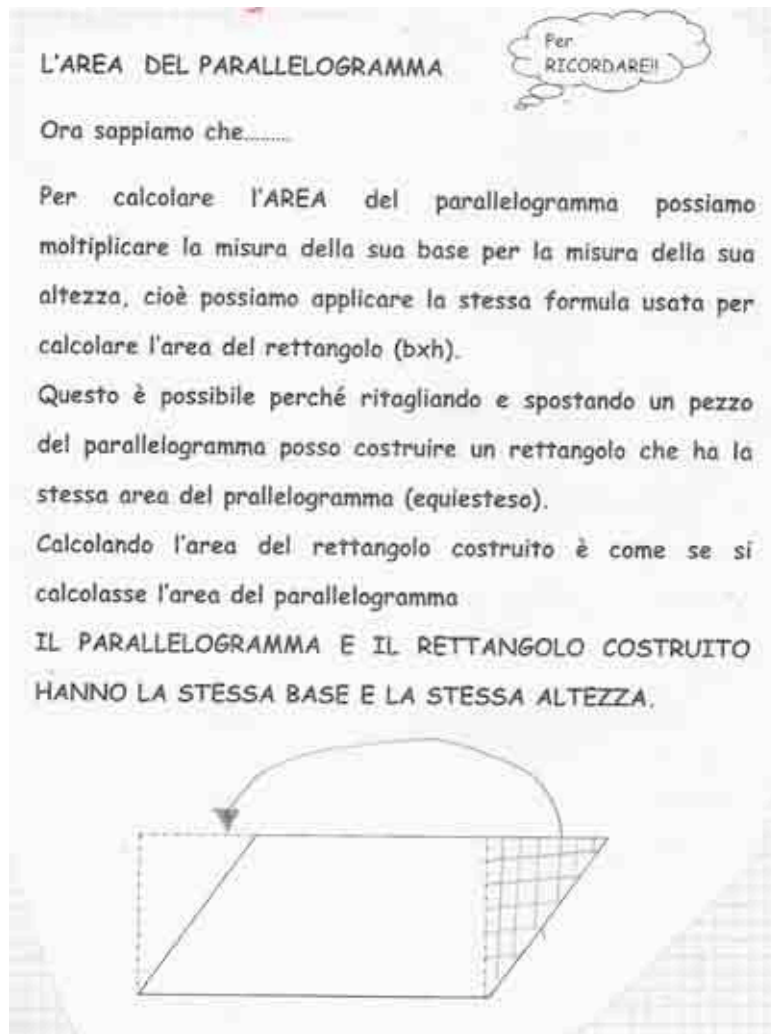 Per
RICORDARE!!
L'AREA DEL PARALLELOGRAMMA
Ora sappiamo che........
Per calcolare l'AREA del parallelogramma possiamo
moltiplicare la misura della sua base per la misura della sua
altezza, cioè possiamo applicare la stessa formula usata per
calcolare l'area del rettangolo (bxh).
Questo è possibile perché ritagliando e spostando un pezzo
del parallelogramma posso costruire un rettangolo che ha la
stessa area del prallelogramma (equiesteso).
Calcolando l'area del rettangolo costruito è come se si
calcolasse l'area del parallelogramma
IL PARALLELOGRAMMA E IL RETTANGOLO COSTRUITO
HANNO LA STESSA BASE E LA STESSA ALTEZZA.